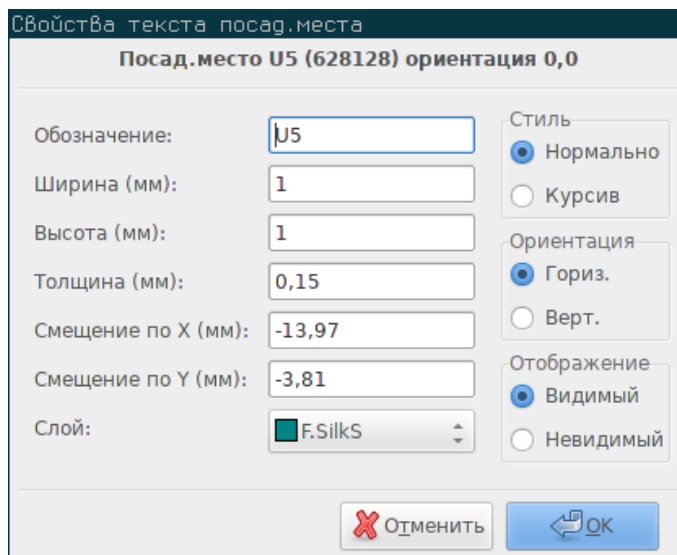 Свойства текста посад.места
Посад.место U5 (628128) ориентация 0,0
Обозначение: U5
Ширина (мм): 1
Высота (мм): 1
Толщина (мм): 0,15
Смещение по X (мм): -13,97
Смещение по Y (мм): -3,81
Слой: F.SilkS
Стиль
Нормально
Курсив
Ориентация
Гориз.
Верт.
Отображение
Видимый
Невидимый
Отменить
OK